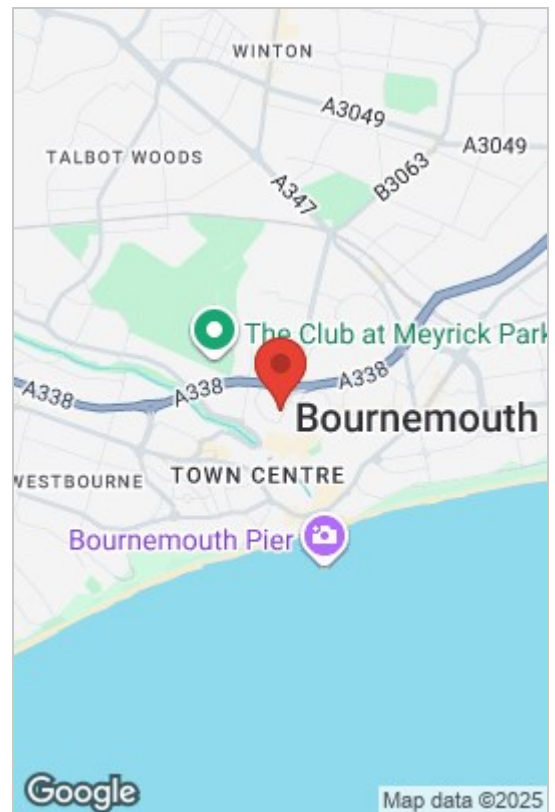 WINTON
A3049
A3049
TALBOT WOODS
B3063
A347
The Club at Meyrick Park
A338
A338
A338
Bournemouth
WESTBOURNE
TOWN CENTRE
Bournemouth Pier
Google
Map data ©2025